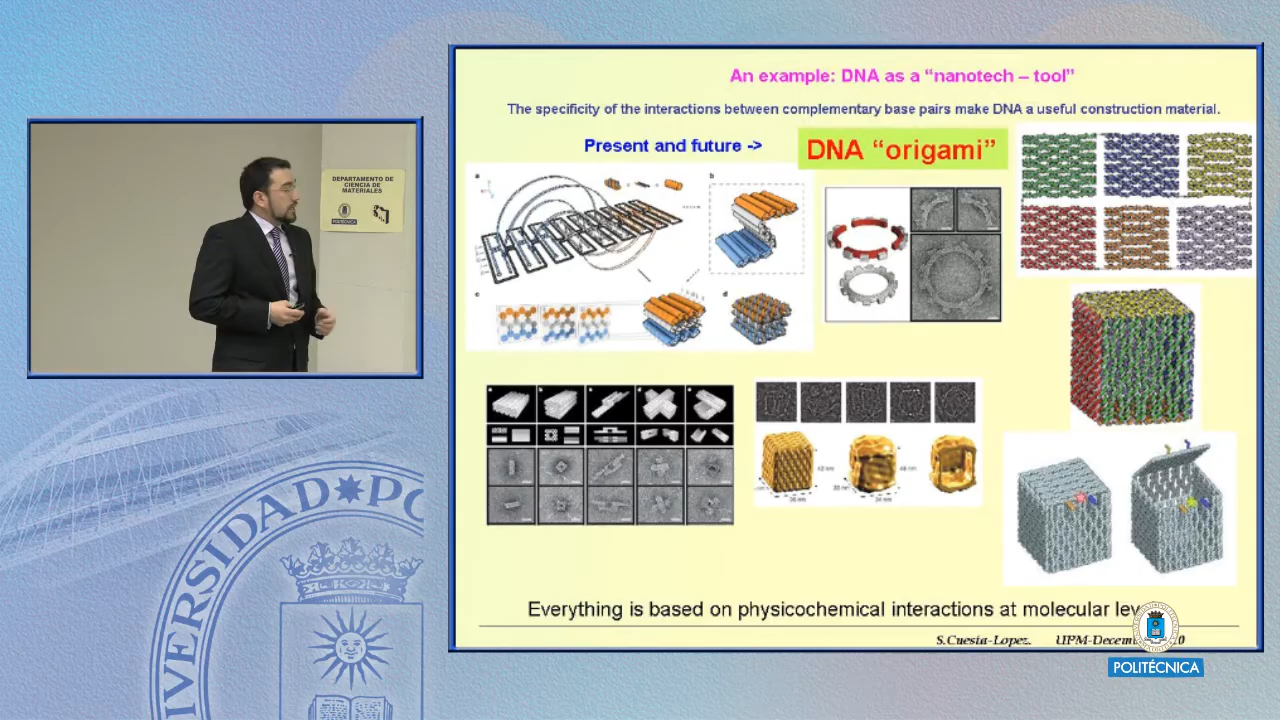 DEPARTAMENTO DE
CIENCIA DE
MATERIALES
POLITÉCNICA
An example: DNA as a “nanotech – tool”
The specificity of the interactions between complementary base pairs make DNA a useful construction material.
Present and future ->
DNA “origami”
a
b
c
d
a b c d e
Everything is based on physicochemical interactions at molecular
S.Cuesta-Lopez.
POLITÉCNICA